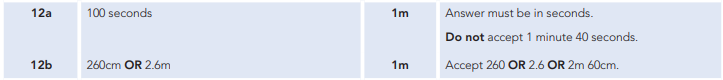 12a 100 seconds 1m Answer must be in seconds.
Do not accept 1 minute 40 seconds.
12b 260cm OR 2.6m 1m Accept 260 OR 2.6 OR 2m 60cm.